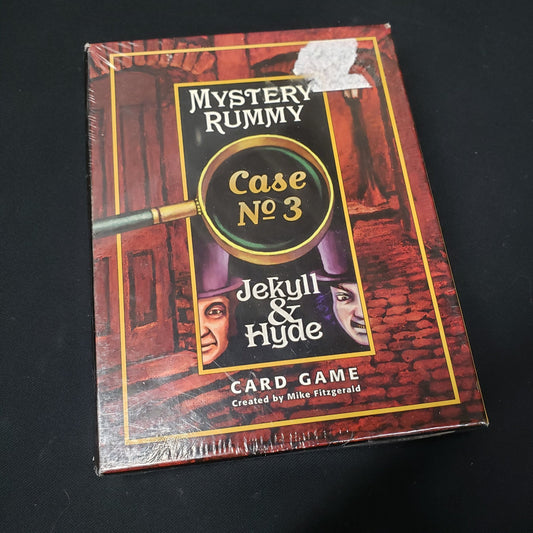 MYSTERY
RUMMY
Case
No 3
Jekyll
&
Hyde
CARD GAME
Created by Mike Fitzgerald